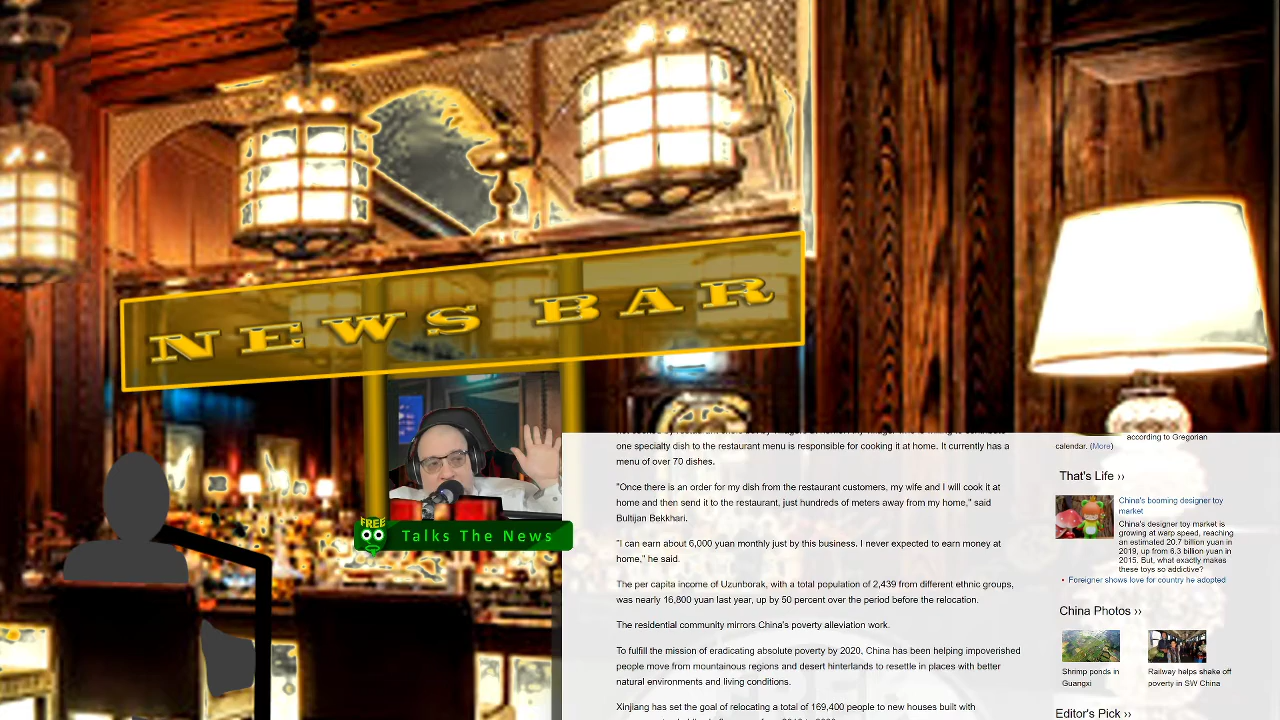 NEWS BAR
FREE
Talks The News
one specialty dish to the restaurant menu is responsible for cooking it at home. It currently has a
menu of over 70 dishes.
"Once there is an order for my dish from the restaurant customers, my wife and I will cook it at
home and then send it to the restaurant, just hundreds of meters away from my home," said
Bultijan Bekkhari.
"I can earn about 6,000 yuan monthly just by this business. I never expected to earn money at
home," he said.
The per capita income of Uzunborak, with a total population of 2,439 from different ethnic groups,
was nearly 16,800 yuan last year, up by 50 percent over the period before the relocation.
The residential community mirrors China's poverty alleviation work.
To fulfill the mission of eradicating absolute poverty by 2020, China has been helping impoverished
people move from mountainous regions and desert hinterlands to resettle in places with better
natural environments and living conditions.
Xinjiang has set the goal of relocating a total of 169,400 people to new houses built with
according to Gregorian
calendar. (More)
That's Life ››
China's booming designer toy
market
China's designer toy market is
growing at warp speed, reaching
an estimated 20.7 billion yuan in
2019, up from 6.3 billion yuan in
2015. But, what exactly makes
these toys so addictive?
• Foreigner shows love for country he adopted
China Photos ››
Shrimp ponds in
Guangxi
Railway helps shake off
poverty in SW China
Editor's Pick ››